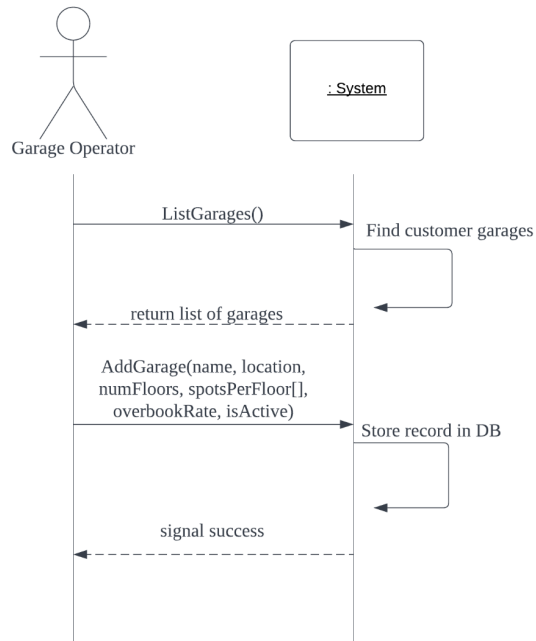 : System
Garage Operator
ListGarages()
Find customer garages
return list of garages
AddGarage(name, location,
numFloors, spotsPerFloor[],
overbookRate, isActive)
Store record in DB
signal success